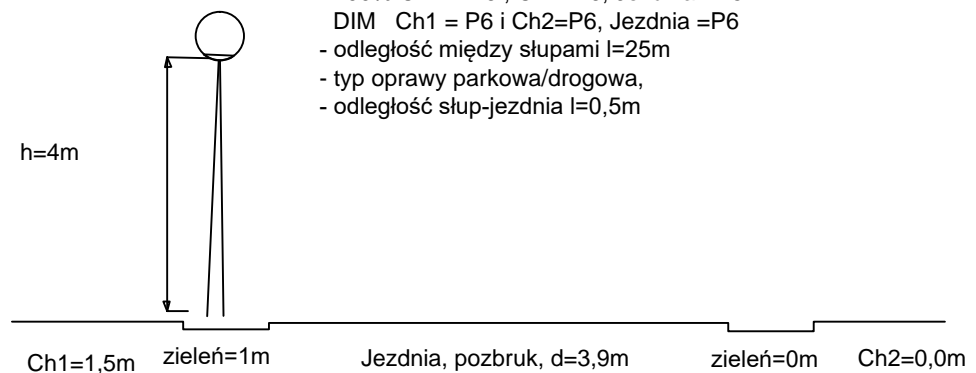 DIM Ch1 = P6 i Ch2=P6, Jezdnia =P6
- odległość między słupami l=25m
- typ oprawy parkowa/drogowa,
- odległość słup-jezdnia l=0,5m
h=4m
Ch1=1,5m zieleń=1m Jezdnia, pozbruk, d=3,9m zieleń=0m Ch2=0,0m